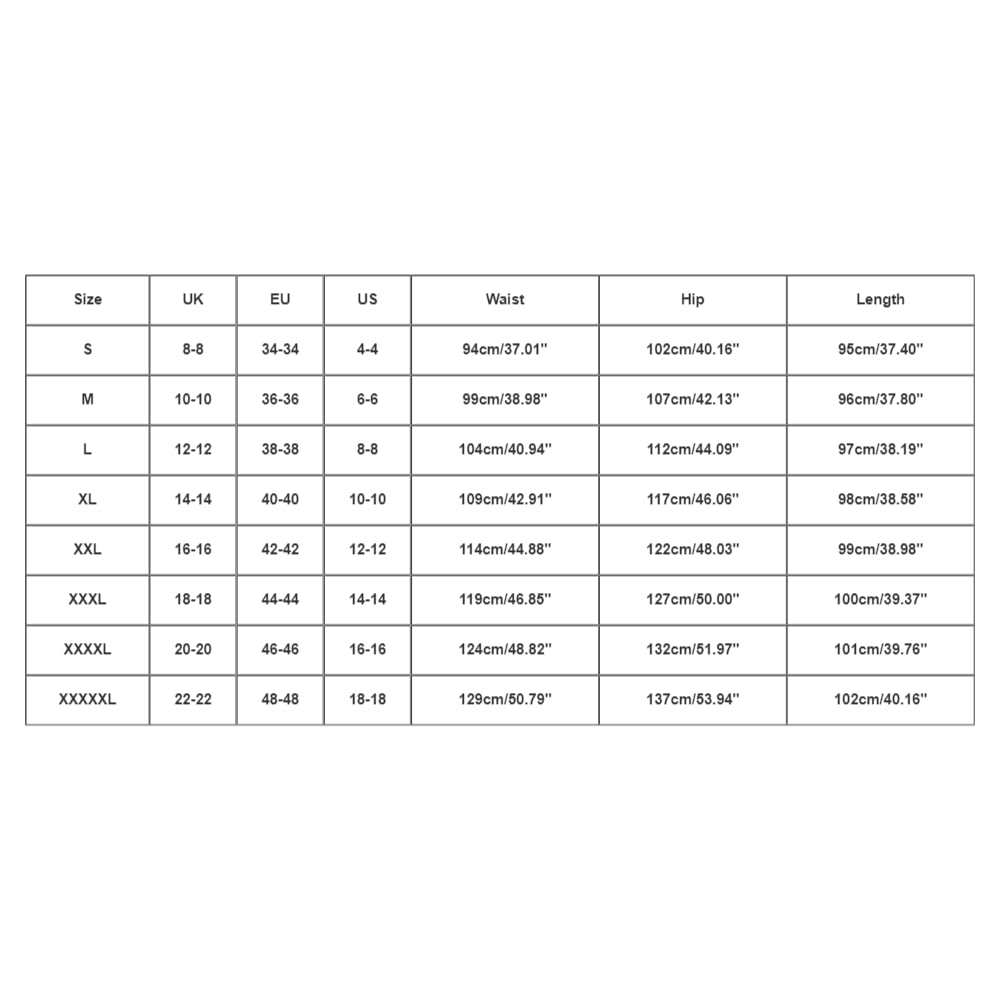 Size UK EU US Waist Hip Length
S 8-8 34-34 4-4 94cm/37.01" 102cm/40.16" 95cm/37.40"
M 10-10 36-36 6-6 99cm/38.98" 107cm/42.13" 96cm/37.80"
L 12-12 38-38 8-8 104cm/40.94" 112cm/44.09" 97cm/38.19"
XL 14-14 40-40 10-10 109cm/42.91" 117cm/46.06" 98cm/38.58"
XXL 16-16 42-42 12-12 114cm/44.88" 122cm/48.03" 99cm/38.98"
XXXL 18-18 44-44 14-14 119cm/46.85" 127cm/50.00" 100cm/39.37"
XXXXL 20-20 46-46 16-16 124cm/48.82" 132cm/51.97" 101cm/39.76"
XXXXXL 22-22 48-48 18-18 129cm/50.79" 137cm/53.94" 102cm/40.16"